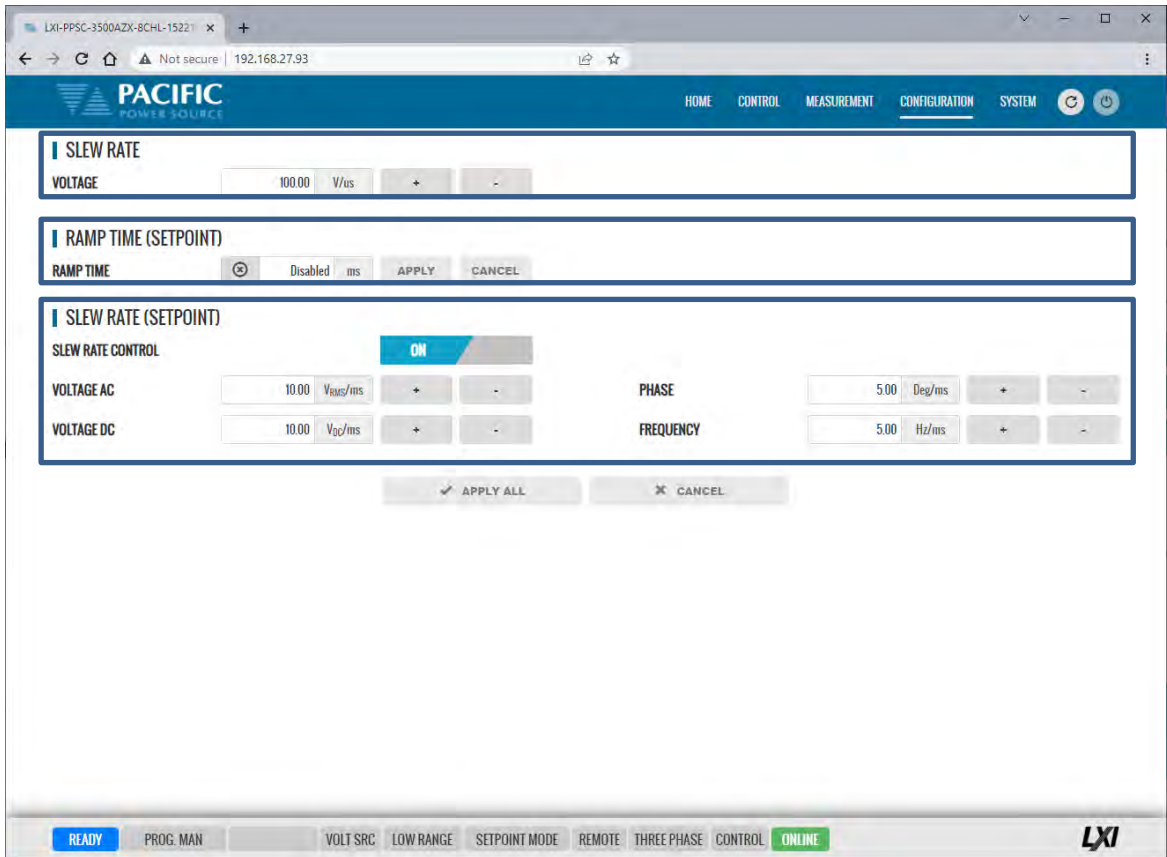 LXI-PPSC-3500AZX-8CHL-15221
Not secure 192.168.27.93
PACIFIC
POWER SOURCE
HOME CONTROL MEASUREMENT CONFIGURATION SYSTEM
SLEW RATE
VOLTAGE 100.00 V/us + -
RAMP TIME (SETPOINT)
RAMP TIME Disabled ms APPLY CANCEL
SLEW RATE (SETPOINT)
SLEW RATE CONTROL ON
VOLTAGE AC 10.00 VRMS/ms + - PHASE 5.00 Deg/ms + -
VOLTAGE DC 10.00 VDC/ms + - FREQUENCY 5.00 Hz/ms + -
APPLY ALL CANCEL
READY PROG. MAN VOLT SRC LOW RANGE SETPOINT MODE REMOTE THREE PHASE CONTROL ONLINE LXI